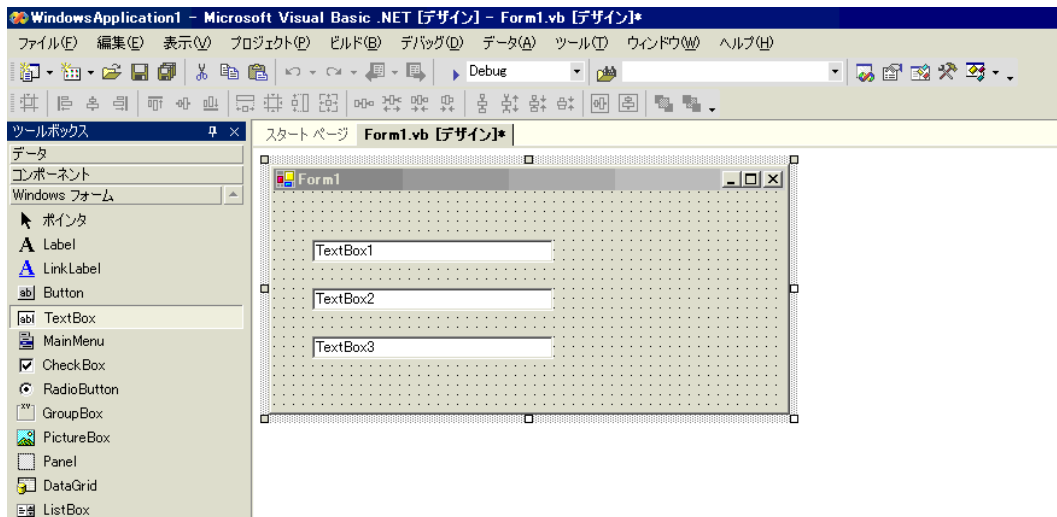 WindowsApplication1 - Microsoft Visual Basic .NET [デザイン] - Form1.vb [デザイン]*
ファイル(F) 編集(E) 表示(V) プロジェクト(P) ビルド(B) デバッグ(D) データ(A) ツール(T) ウィンドウ(W) ヘルプ(H)
Debug
ツールボックス
スタート ページ Form1.vb [デザイン]*
データ
コンポーネント
Windows フォーム
ポインタ
A Label
A LinkLabel
ab Button
abl TextBox
MainMenu
CheckBox
RadioButton
XY GroupBox
PictureBox
Panel
DataGrid
ListBox
Form1
TextBox1
TextBox2
TextBox3